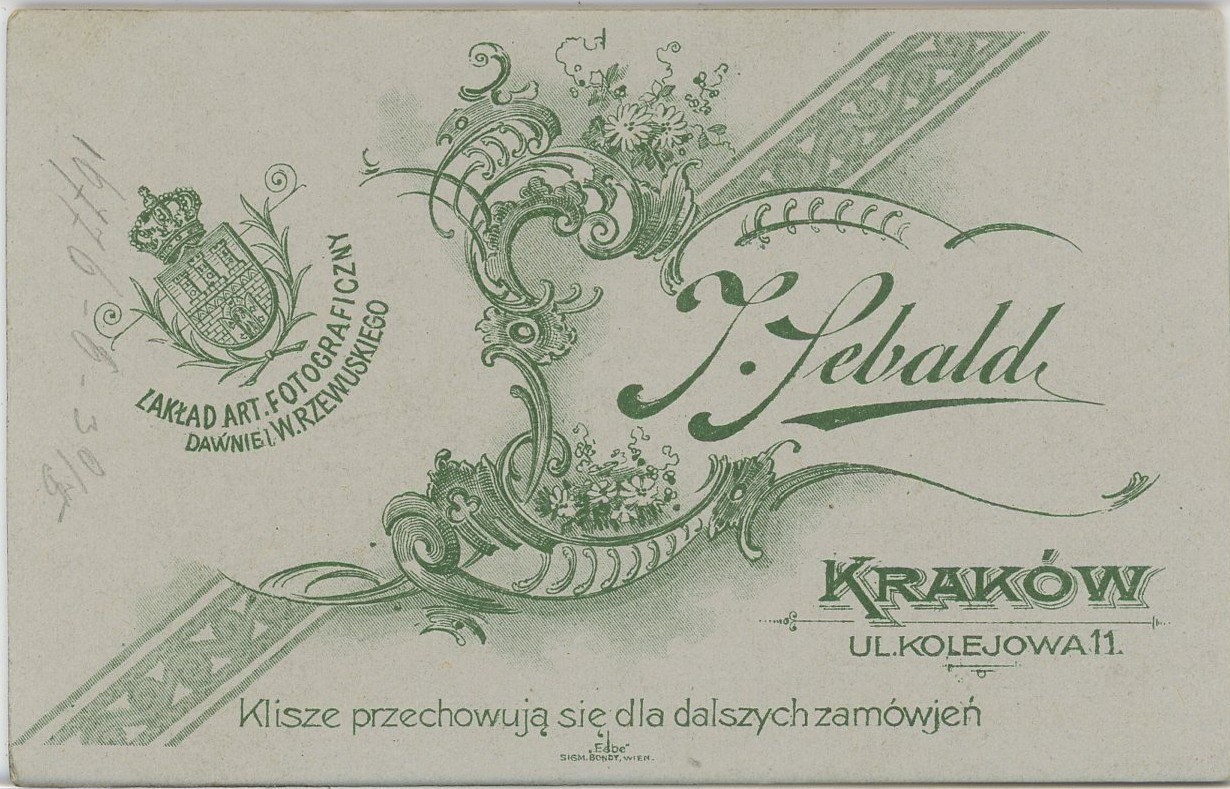 ZAKŁAD ART. FOTOGRAFICZNY
DAWNIEJ, W. RZEWUSKIEGO
J. Sebald
KRAKÓW
UL. KOLEJOWA 11.
Klisze przechowują się dla dalszych zamówień
„Edbe"
SIGM. BONDY, WIEN.